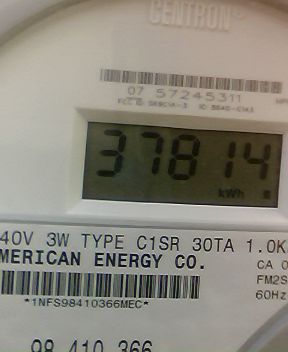 CENTRON®
07 57245311
37814
kWh
40V 3W TYPE C1SR 30TA 1.0K
MERICAN ENERGY CO.
CA 0
FM2S
60Hz
*1NFS98410366MEC*
98 410 366